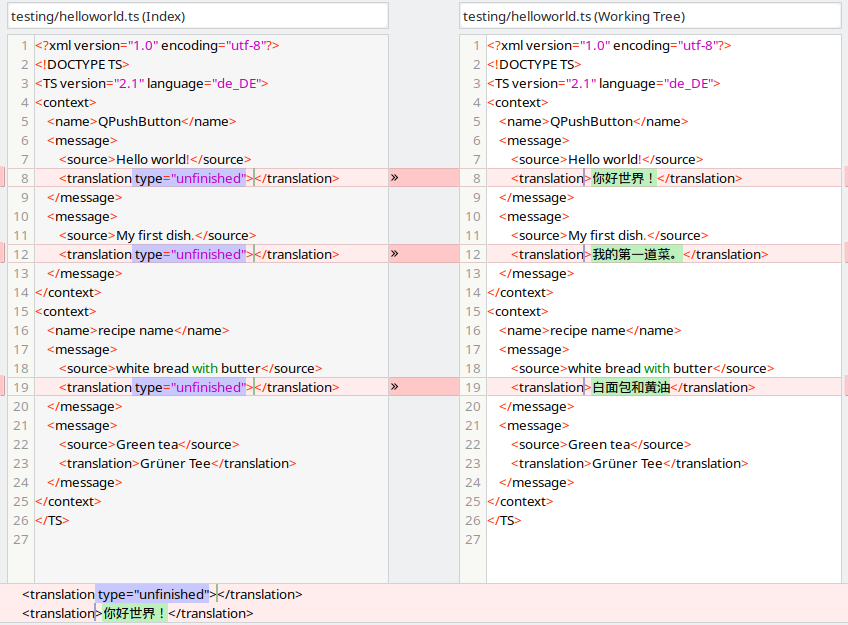 testing/helloworld.ts (Index)
1 <?xml version="1.0" encoding="utf-8"?>
2 <!DOCTYPE TS>
3 <TS version="2.1" language="de_DE">
4 <context>
5 <name>QPushButton</name>
6 <message>
7 <source>Hello world!</source>
8 <translation type="unfinished"></translation> »
9 </message>
10 <message>
11 <source>My first dish.</source>
12 <translation type="unfinished"></translation> »
13 </message>
14 </context>
15 <context>
16 <name>recipe name</name>
17 <message>
18 <source>white bread with butter</source>
19 <translation type="unfinished"></translation> »
20 </message>
21 <message>
22 <source>Green tea</source>
23 <translation>Grüner Tee</translation>
24 </message>
25 </context>
26 </TS>
27
testing/helloworld.ts (Working Tree)
1 <?xml version="1.0" encoding="utf-8"?>
2 <!DOCTYPE TS>
3 <TS version="2.1" language="de_DE">
4 <context>
5 <name>QPushButton</name>
6 <message>
7 <source>Hello world!</source>
8 <translation>你好世界！</translation>
9 </message>
10 <message>
11 <source>My first dish.</source>
12 <translation>我的第一道菜。</translation>
13 </message>
14 </context>
15 <context>
16 <name>recipe name</name>
17 <message>
18 <source>white bread with butter</source>
19 <translation>白面包和黄油</translation>
20 </message>
21 <message>
22 <source>Green tea</source>
23 <translation>Grüner Tee</translation>
24 </message>
25 </context>
26 </TS>
27
<translation type="unfinished"></translation>
<translation>你好世界！</translation>